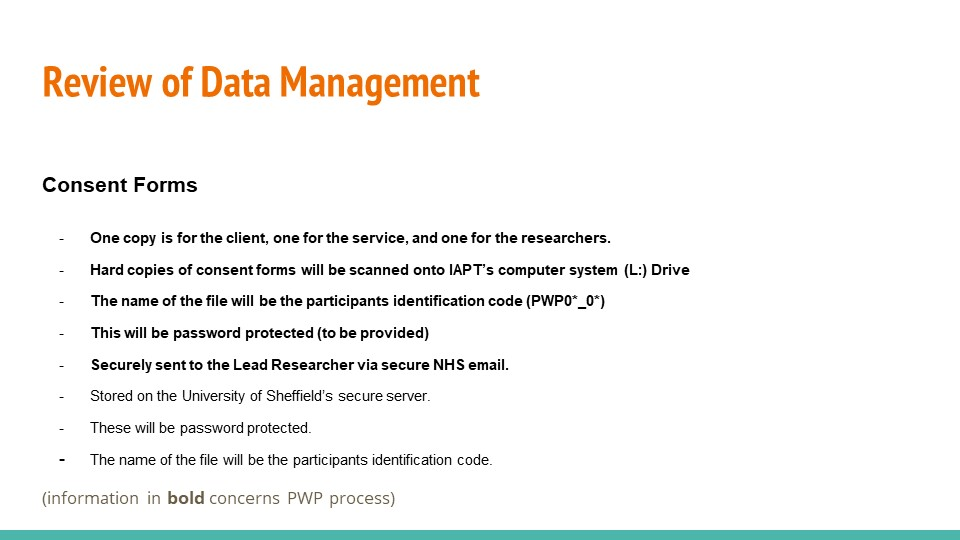 Review of Data Management
Consent Forms
- One copy is for the client, one for the service, and one for the researchers.
- Hard copies of consent forms will be scanned onto IAPT’s computer system (L:) Drive
- The name of the file will be the participants identification code (PWP0*_0*)
- This will be password protected (to be provided)
- Securely sent to the Lead Researcher via secure NHS email.
- Stored on the University of Sheffield’s secure server.
- These will be password protected.
- The name of the file will be the participants identification code.
(information in bold concerns PWP process)